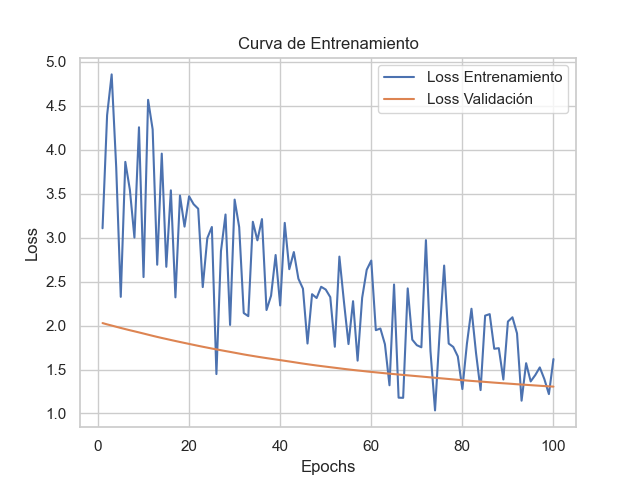 Curva de Entrenamiento
Loss Entrenamiento
Loss Validación
Loss
5.0
4.5
4.0
3.5
3.0
2.5
2.0
1.5
1.0
0 20 40 60 80 100
Epochs